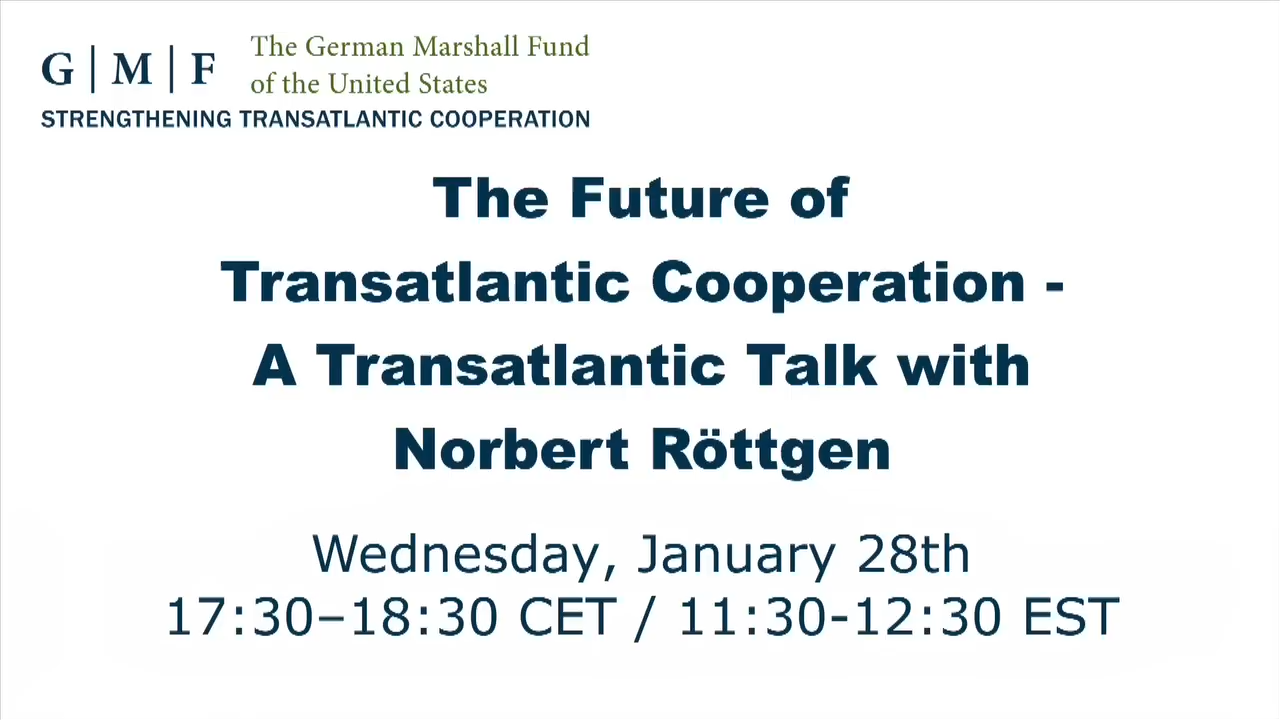 G | M | F
The German Marshall Fund
of the United States
STRENGTHENING TRANSATLANTIC COOPERATION
The Future of
Transatlantic Cooperation -
A Transatlantic Talk with
Norbert Röttgen
Wednesday, January 28th
17:30–18:30 CET / 11:30-12:30 EST